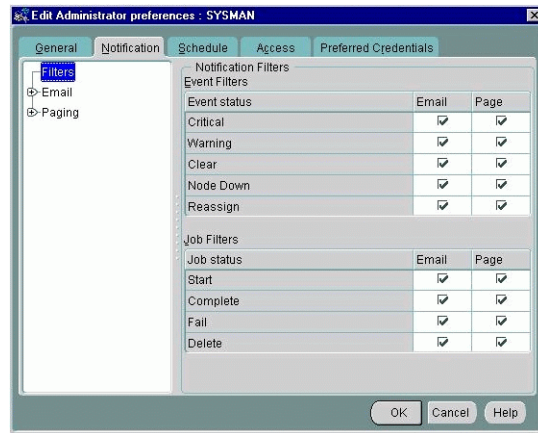 Edit Administrator preferences : SYSMAN
General Notification Schedule Access Preferred Credentials
Filters
Email
Paging
Notification Filters
Event Filters
Event status Email Page
Critical
Warning
Clear
Node Down
Reassign
Job Filters
Job status Email Page
Start
Complete
Fail
Delete
OK Cancel Help